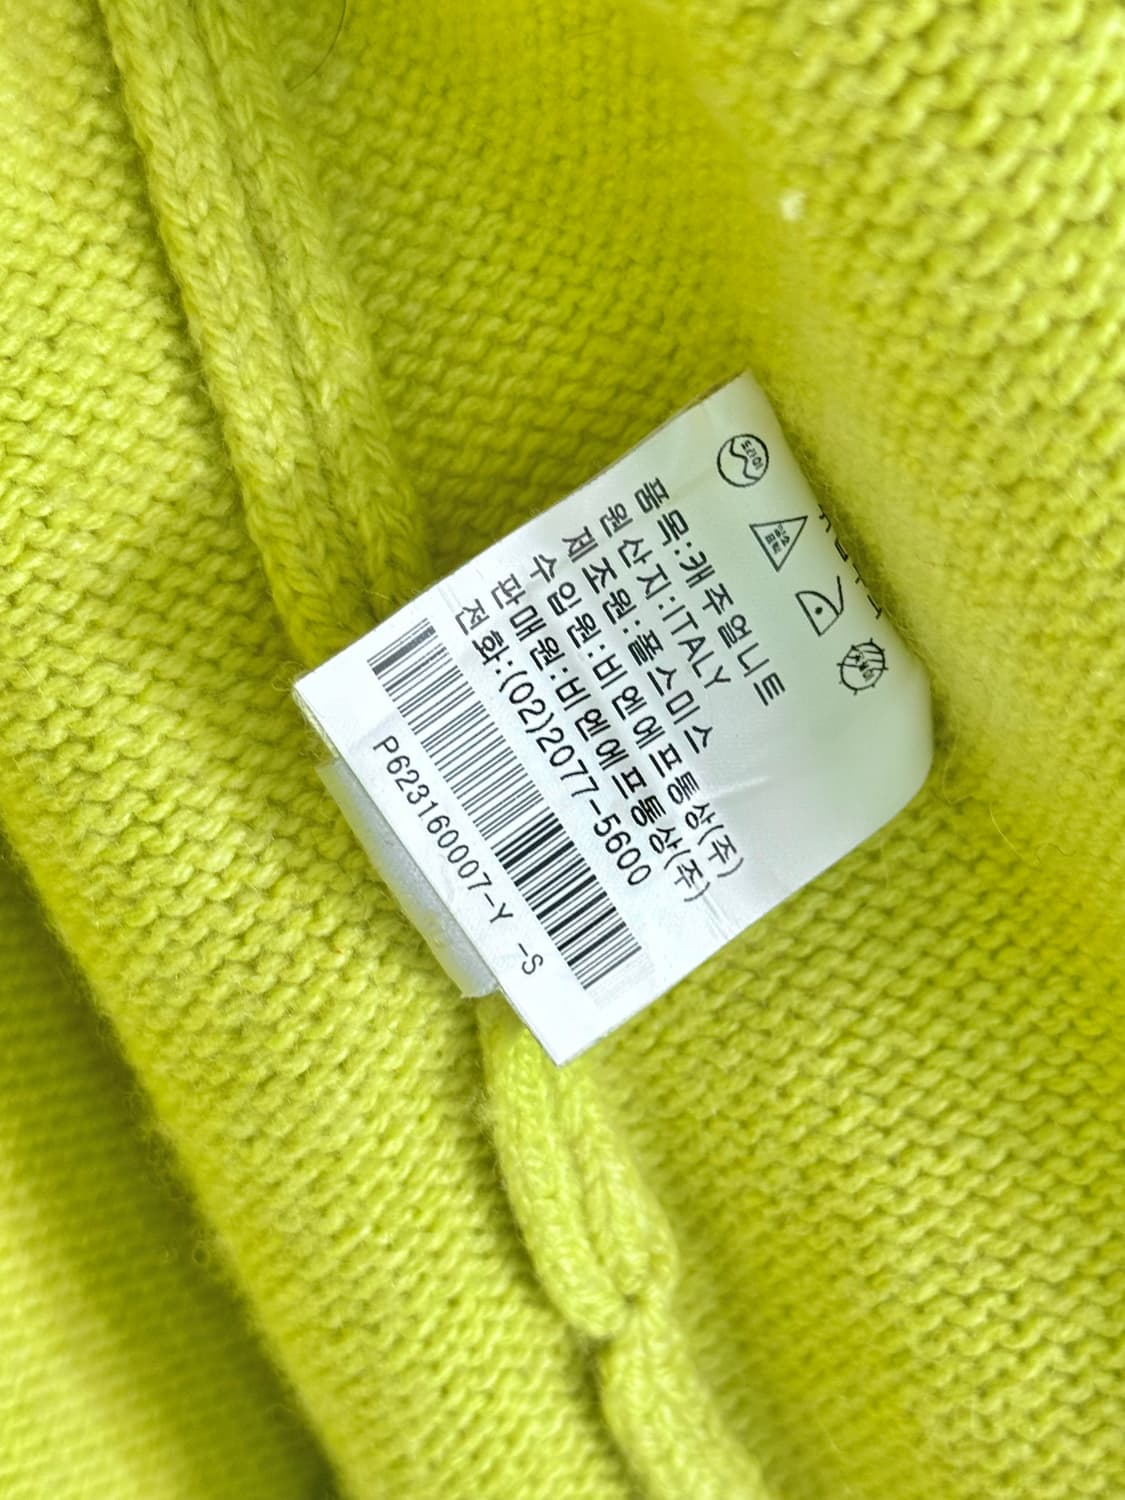 품 목:캐주얼니트
원산지:ITALY
제조원:폴스미스
수입원:비엔에프통상(주)
판매원:비엔에프통상(주)
전화:(02)2077-5600
P623160007-Y -S